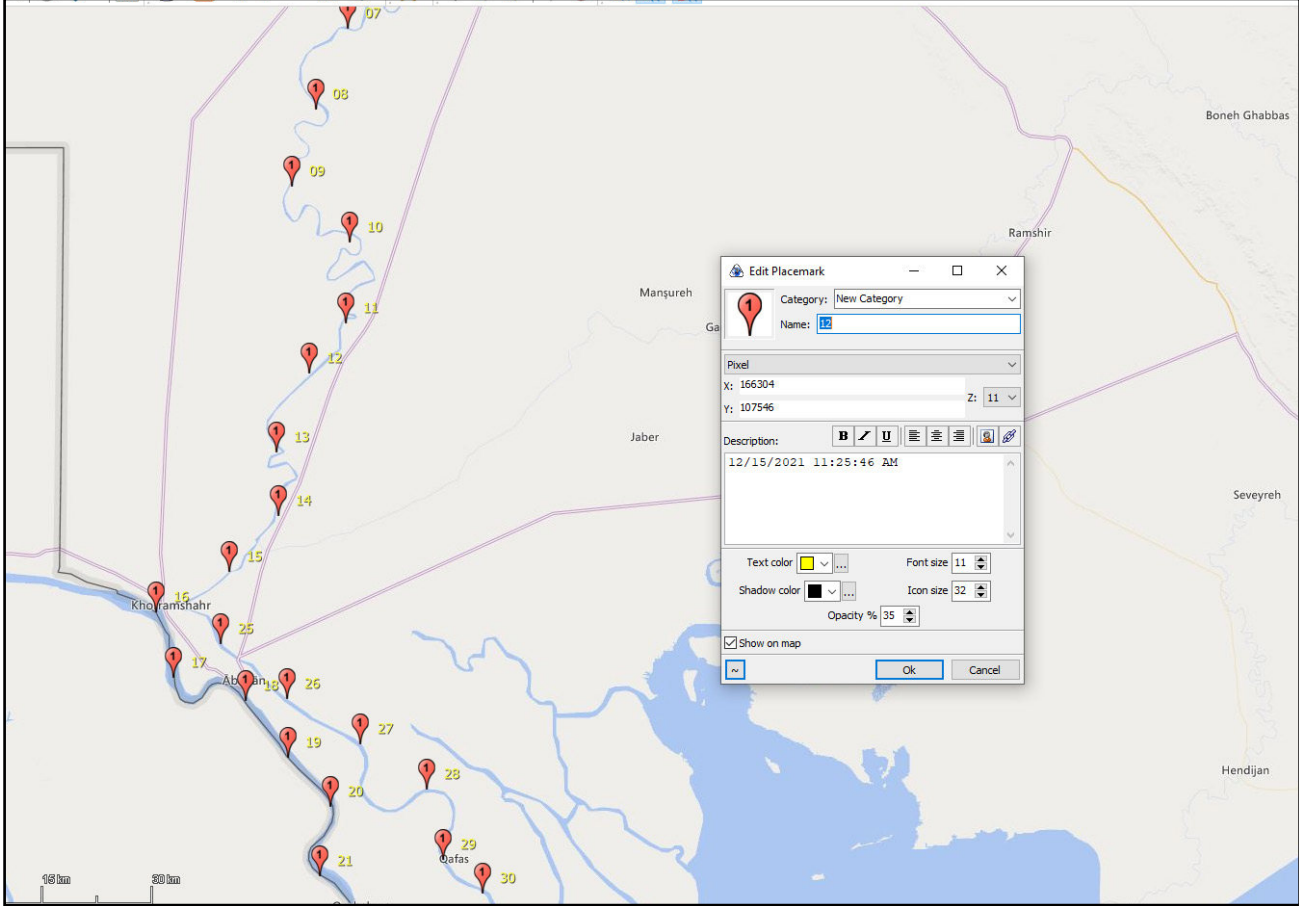 07
08
Boneh Ghabbas
09
10
Ramshir
Manşureh
11
12
13
Jaber
14
Seveyreh
15
16
Khorramshahr
25
17
18
26
27
19
28
Hendijan
20
29
21
Qafas
30
15 km
30 km
Edit Placemark
Category: New Category
Name: 12
Pixel
X: 166304
Z: 11
Y: 107546
Description:
B I U
12/15/2021 11:25:46 AM
Text color
...
Font size 11
Shadow color
...
Icon size 32
Opacity % 35
Show on map
~
Ok
Cancel